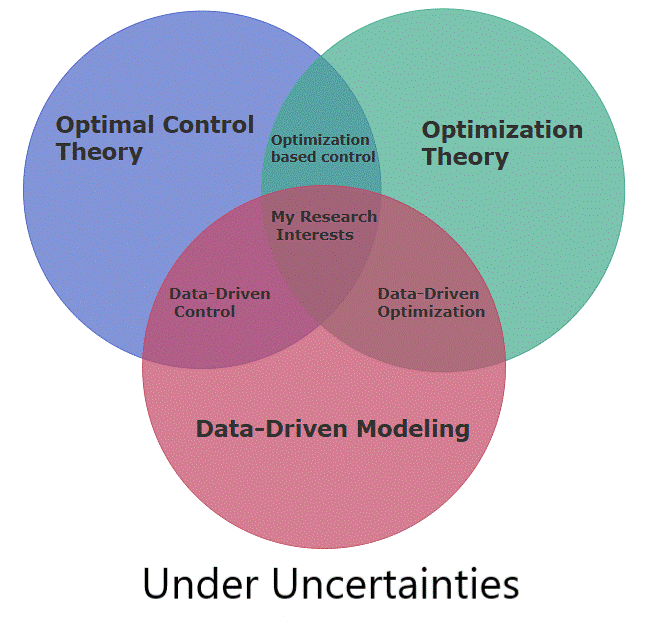 Optimal Control
Theory
Optimization
Theory
Optimization
based control
My Research
Interests
Data-Driven
Control
Data-Driven
Optimization
Data-Driven Modeling
Under Uncertainties